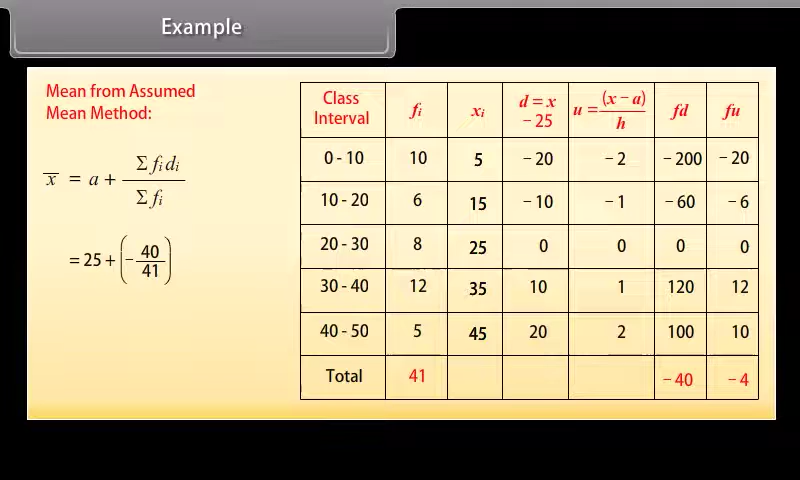 Example
Mean from Assumed
Mean Method:
x̅ = a + Σ fᵢ dᵢ / Σ fᵢ
= 25 + (− 40 / 41)
Class Interval fᵢ xᵢ d = x − 25 u = (x − a) / h fd fu
0 - 10 10 5 − 20 − 2 − 200 − 20
10 - 20 6 15 − 10 − 1 − 60 − 6
20 - 30 8 25 0 0 0 0
30 - 40 12 35 10 1 120 12
40 - 50 5 45 20 2 100 10
Total 41 − 40 − 4